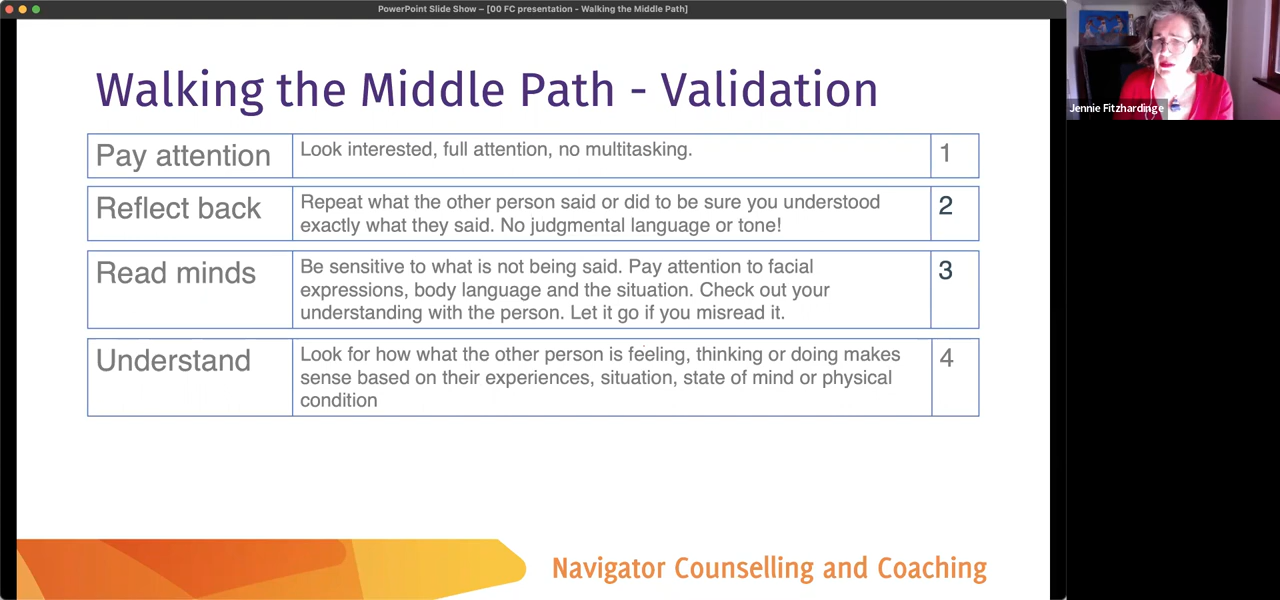 PowerPoint Slide Show – [00 FC presentation - Walking the Middle Path]
Walking the Middle Path - Validation
Pay attention
Look interested, full attention, no multitasking.
1
Reflect back
Repeat what the other person said or did to be sure you understood
exactly what they said. No judgmental language or tone!
2
Read minds
Be sensitive to what is not being said. Pay attention to facial
expressions, body language and the situation. Check out your
understanding with the person. Let it go if you misread it.
3
Understand
Look for how what the other person is feeling, thinking or doing makes
sense based on their experiences, situation, state of mind or physical
condition
4
Navigator Counselling and Coaching
Jennie Fitzhardinge